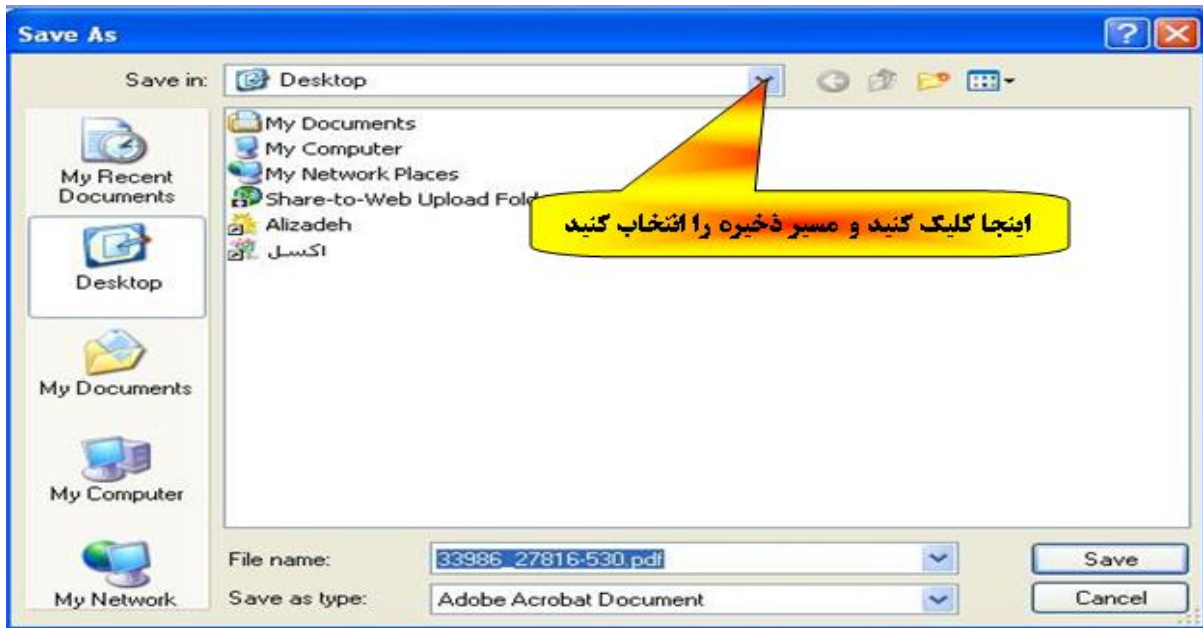 Save As
Save in:
Desktop
My Documents
My Computer
My Network Places
Share-to-Web Upload
Alizadeh
اکسل
اینجا کلیک کنید و مسیر ذخیره را انتخاب کنید
My Recent
Documents
Desktop
My Documents
My Computer
My Network
File name:
33986_27816-530.pdf
Save
Save as type:
Adobe Acrobat Document
Cancel